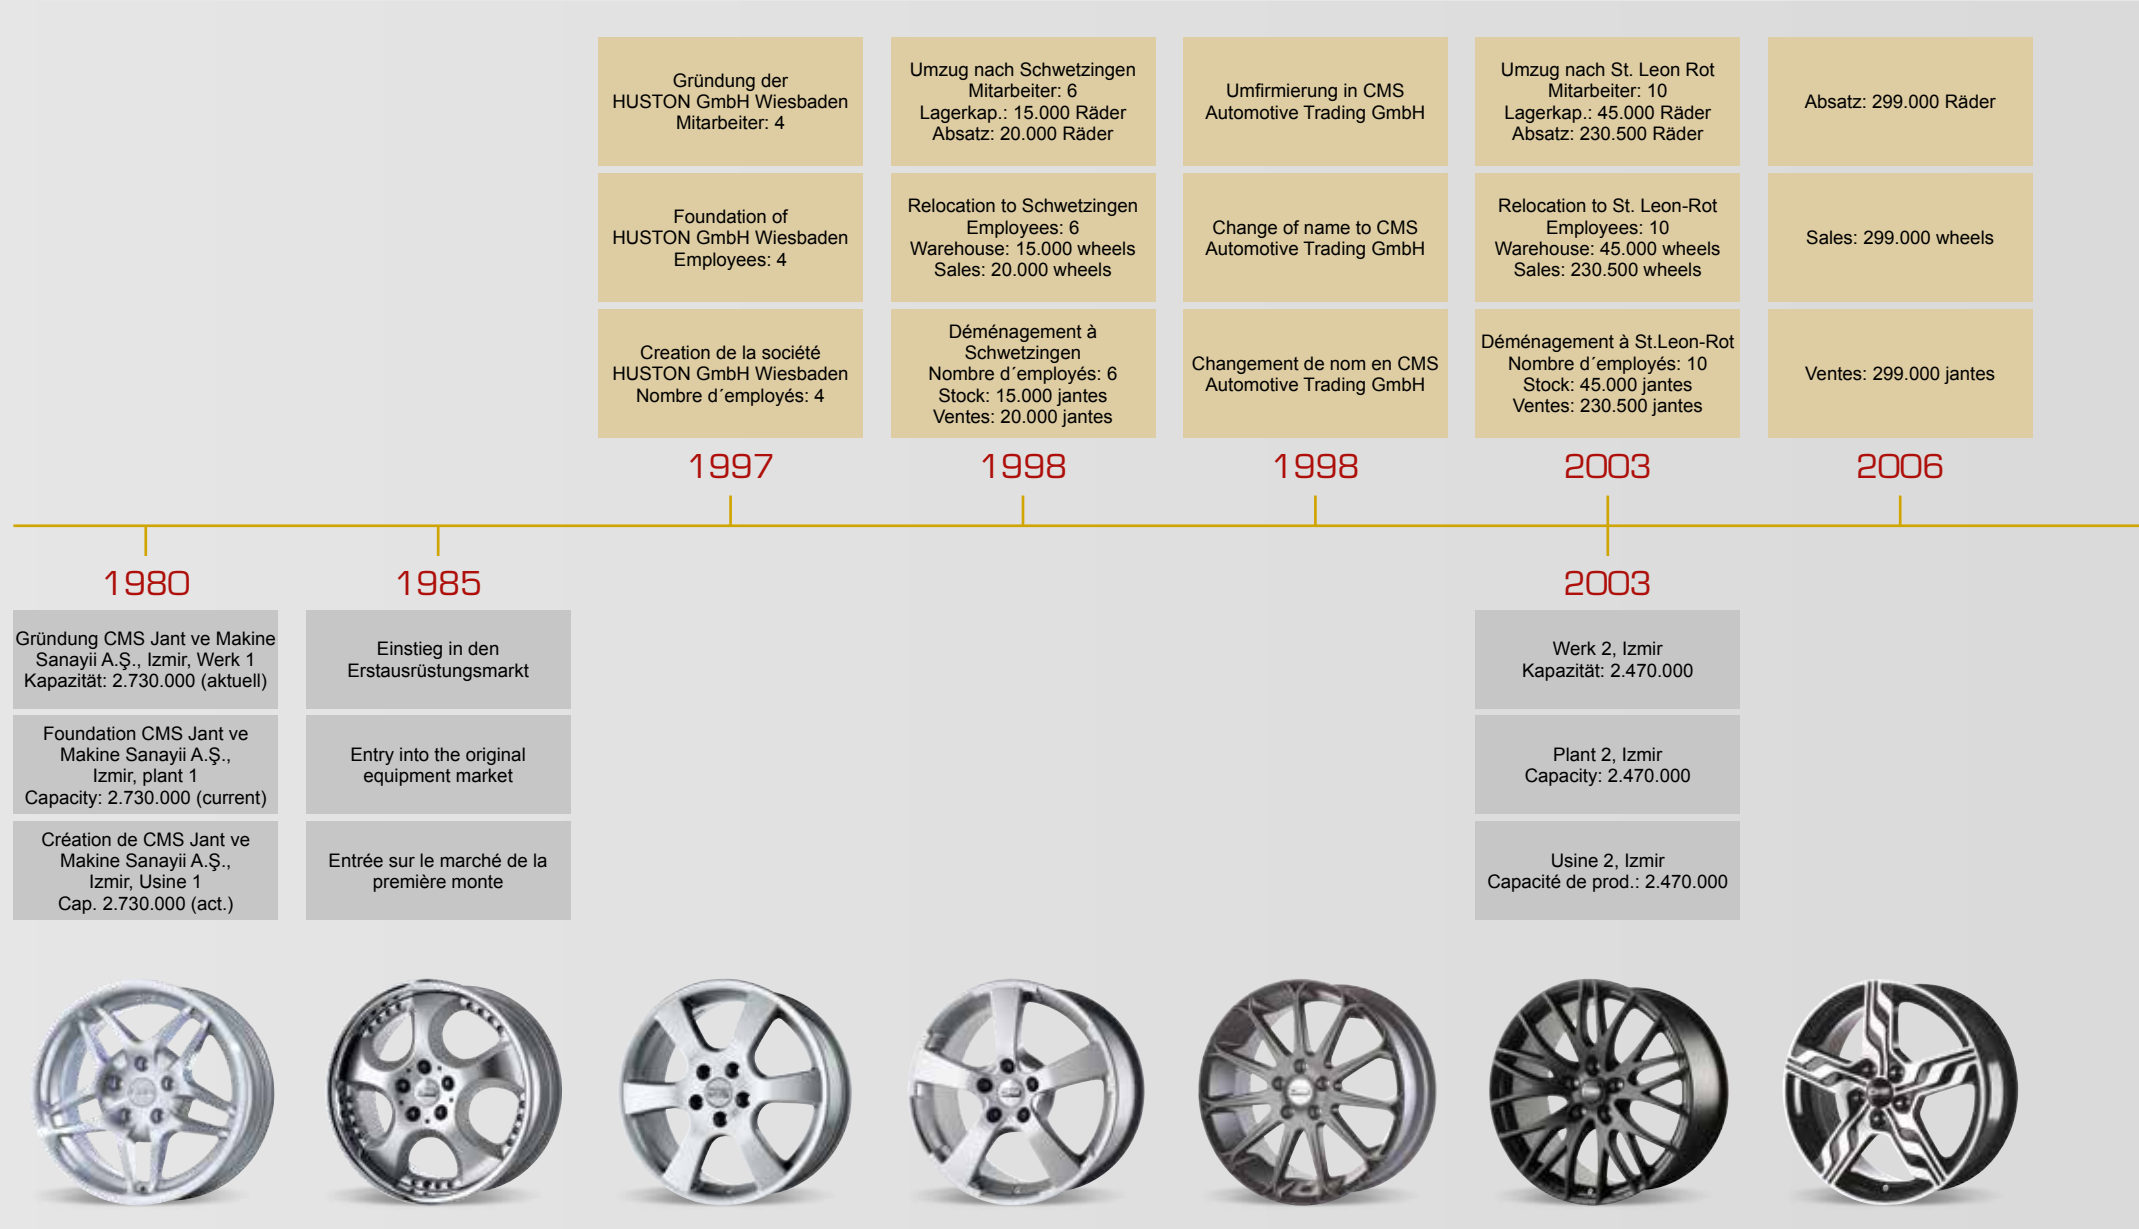 Gründung der
HUSTON GmbH Wiesbaden
Mitarbeiter: 4
Foundation of
HUSTON GmbH Wiesbaden
Employees: 4
Creation de la société
HUSTON GmbH Wiesbaden
Nombre d´employés: 4
1997
Umzug nach Schwetzingen
Mitarbeiter: 6
Lagerkap.: 15.000 Räder
Absatz: 20.000 Räder
Relocation to Schwetzingen
Employees: 6
Warehouse: 15.000 wheels
Sales: 20.000 wheels
Déménagement à
Schwetzingen
Nombre d´employés: 6
Stock: 15.000 jantes
Ventes: 20.000 jantes
1998
Umfirmierung in CMS
Automotive Trading GmbH
Change of name to CMS
Automotive Trading GmbH
Changement de nom en CMS
Automotive Trading GmbH
1998
Umzug nach St. Leon Rot
Mitarbeiter: 10
Lagerkap.: 45.000 Räder
Absatz: 230.500 Räder
Relocation to St. Leon-Rot
Employees: 10
Warehouse: 45.000 wheels
Sales: 230.500 wheels
Déménagement à St.Leon-Rot
Nombre d´employés: 10
Stock: 45.000 jantes
Ventes: 230.500 jantes
2003
Absatz: 299.000 Räder
Sales: 299.000 wheels
Ventes: 299.000 jantes
2006
1980
Gründung CMS Jant ve Makine
Sanayii A.Ş., Izmir, Werk 1
Kapazität: 2.730.000 (aktuell)
Foundation CMS Jant ve
Makine Sanayii A.Ş.,
Izmir, plant 1
Capacity: 2.730.000 (current)
Création de CMS Jant ve
Makine Sanayii A.Ş.,
Izmir, Usine 1
Cap. 2.730.000 (act.)
1985
Einstieg in den
Erstausrüstungsmarkt
Entry into the original
equipment market
Entrée sur le marché de la
première monte
2003
Werk 2, Izmir
Kapazität: 2.470.000
Plant 2, Izmir
Capacity: 2.470.000
Usine 2, Izmir
Capacité de prod.: 2.470.000